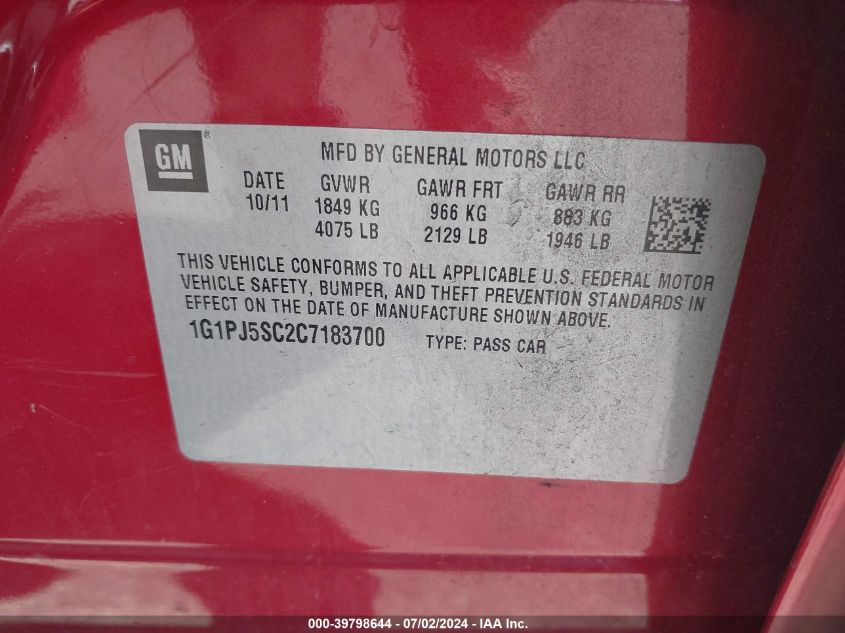 GM®
MFD BY GENERAL MOTORS LLC
DATE GVWR GAWR FRT GAWR RR
10/11 1849 KG 966 KG 883 KG
4075 LB 2129 LB 1946 LB
THIS VEHICLE CONFORMS TO ALL APPLICABLE U.S. FEDERAL MOTOR
VEHICLE SAFETY, BUMPER, AND THEFT PREVENTION STANDARDS IN
EFFECT ON THE DATE OF MANUFACTURE SHOWN ABOVE.
1G1PJ5SC2C7183700 TYPE: PASS CAR
000-39798644 - 07/02/2024 - IAA Inc.